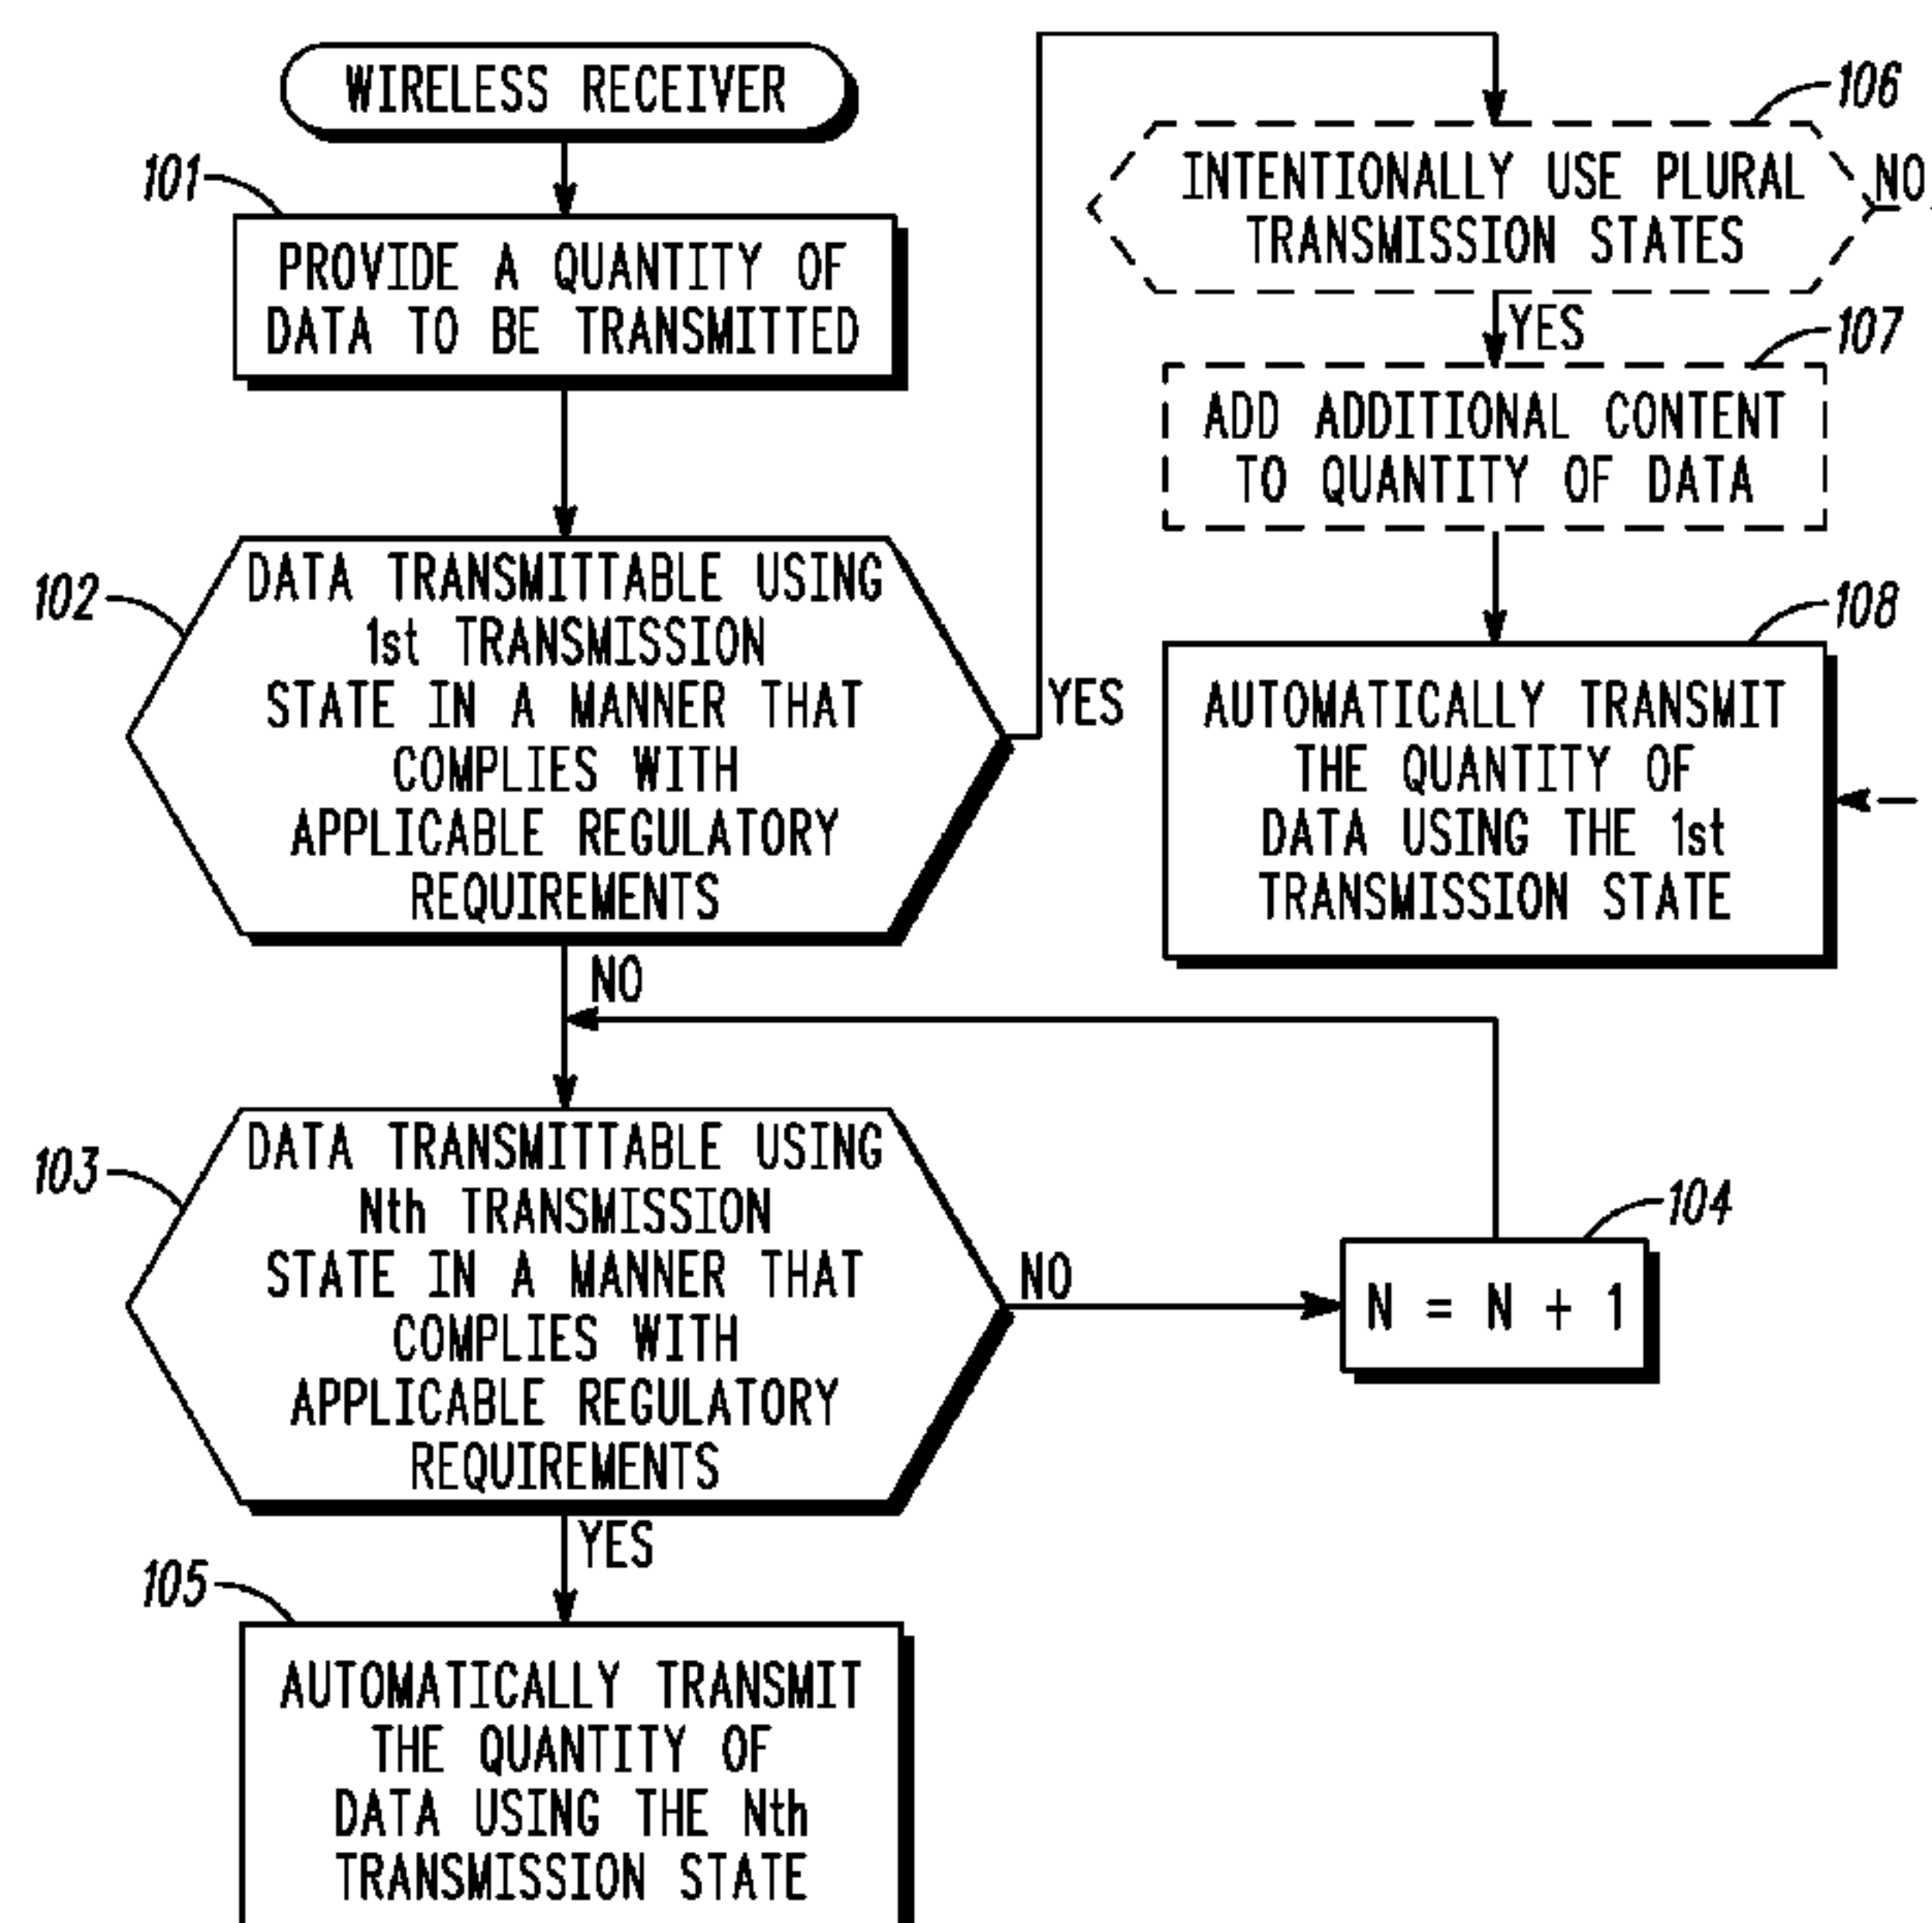 WIRELESS RECEIVER
101
PROVIDE A QUANTITY OF
DATA TO BE TRANSMITTED
102
DATA TRANSMITTABLE USING
1st TRANSMISSION
STATE IN A MANNER THAT
COMPLIES WITH
APPLICABLE REGULATORY
REQUIREMENTS
YES
NO
103
DATA TRANSMITTABLE USING
Nth TRANSMISSION
STATE IN A MANNER THAT
COMPLIES WITH
APPLICABLE REGULATORY
REQUIREMENTS
NO
104
N = N + 1
YES
105
AUTOMATICALLY TRANSMIT
THE QUANTITY OF
DATA USING THE Nth
TRANSMISSION STATE
106
INTENTIONALLY USE PLURAL
TRANSMISSION STATES
NO
YES
107
ADD ADDITIONAL CONTENT
TO QUANTITY OF DATA
108
AUTOMATICALLY TRANSMIT
THE QUANTITY OF
DATA USING THE 1st
TRANSMISSION STATE